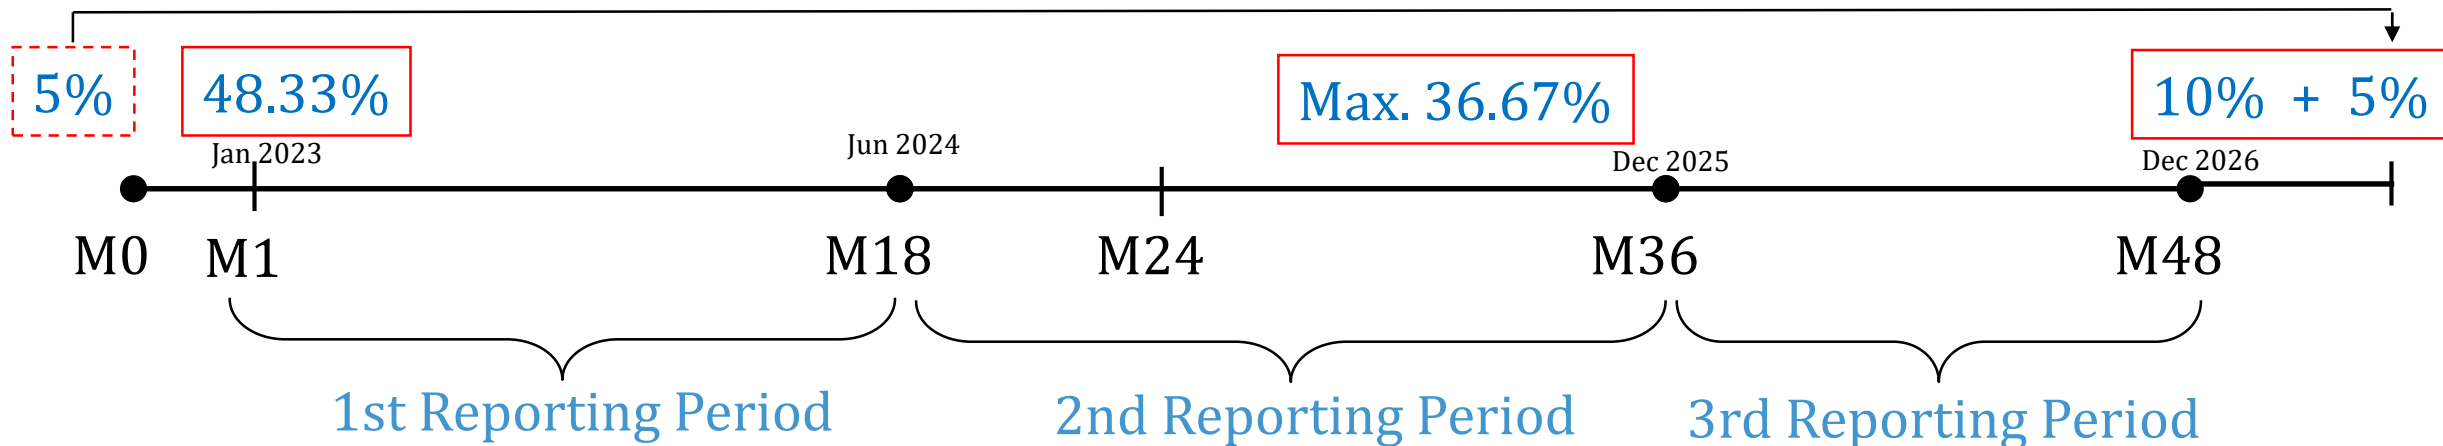 5%
48.33%
Max. 36.67%
10% + 5%
Jan 2023
Jun 2024
Dec 2025
Dec 2026
M0
M1
M18
M24
M36
M48
1st Reporting Period
2nd Reporting Period
3rd Reporting Period